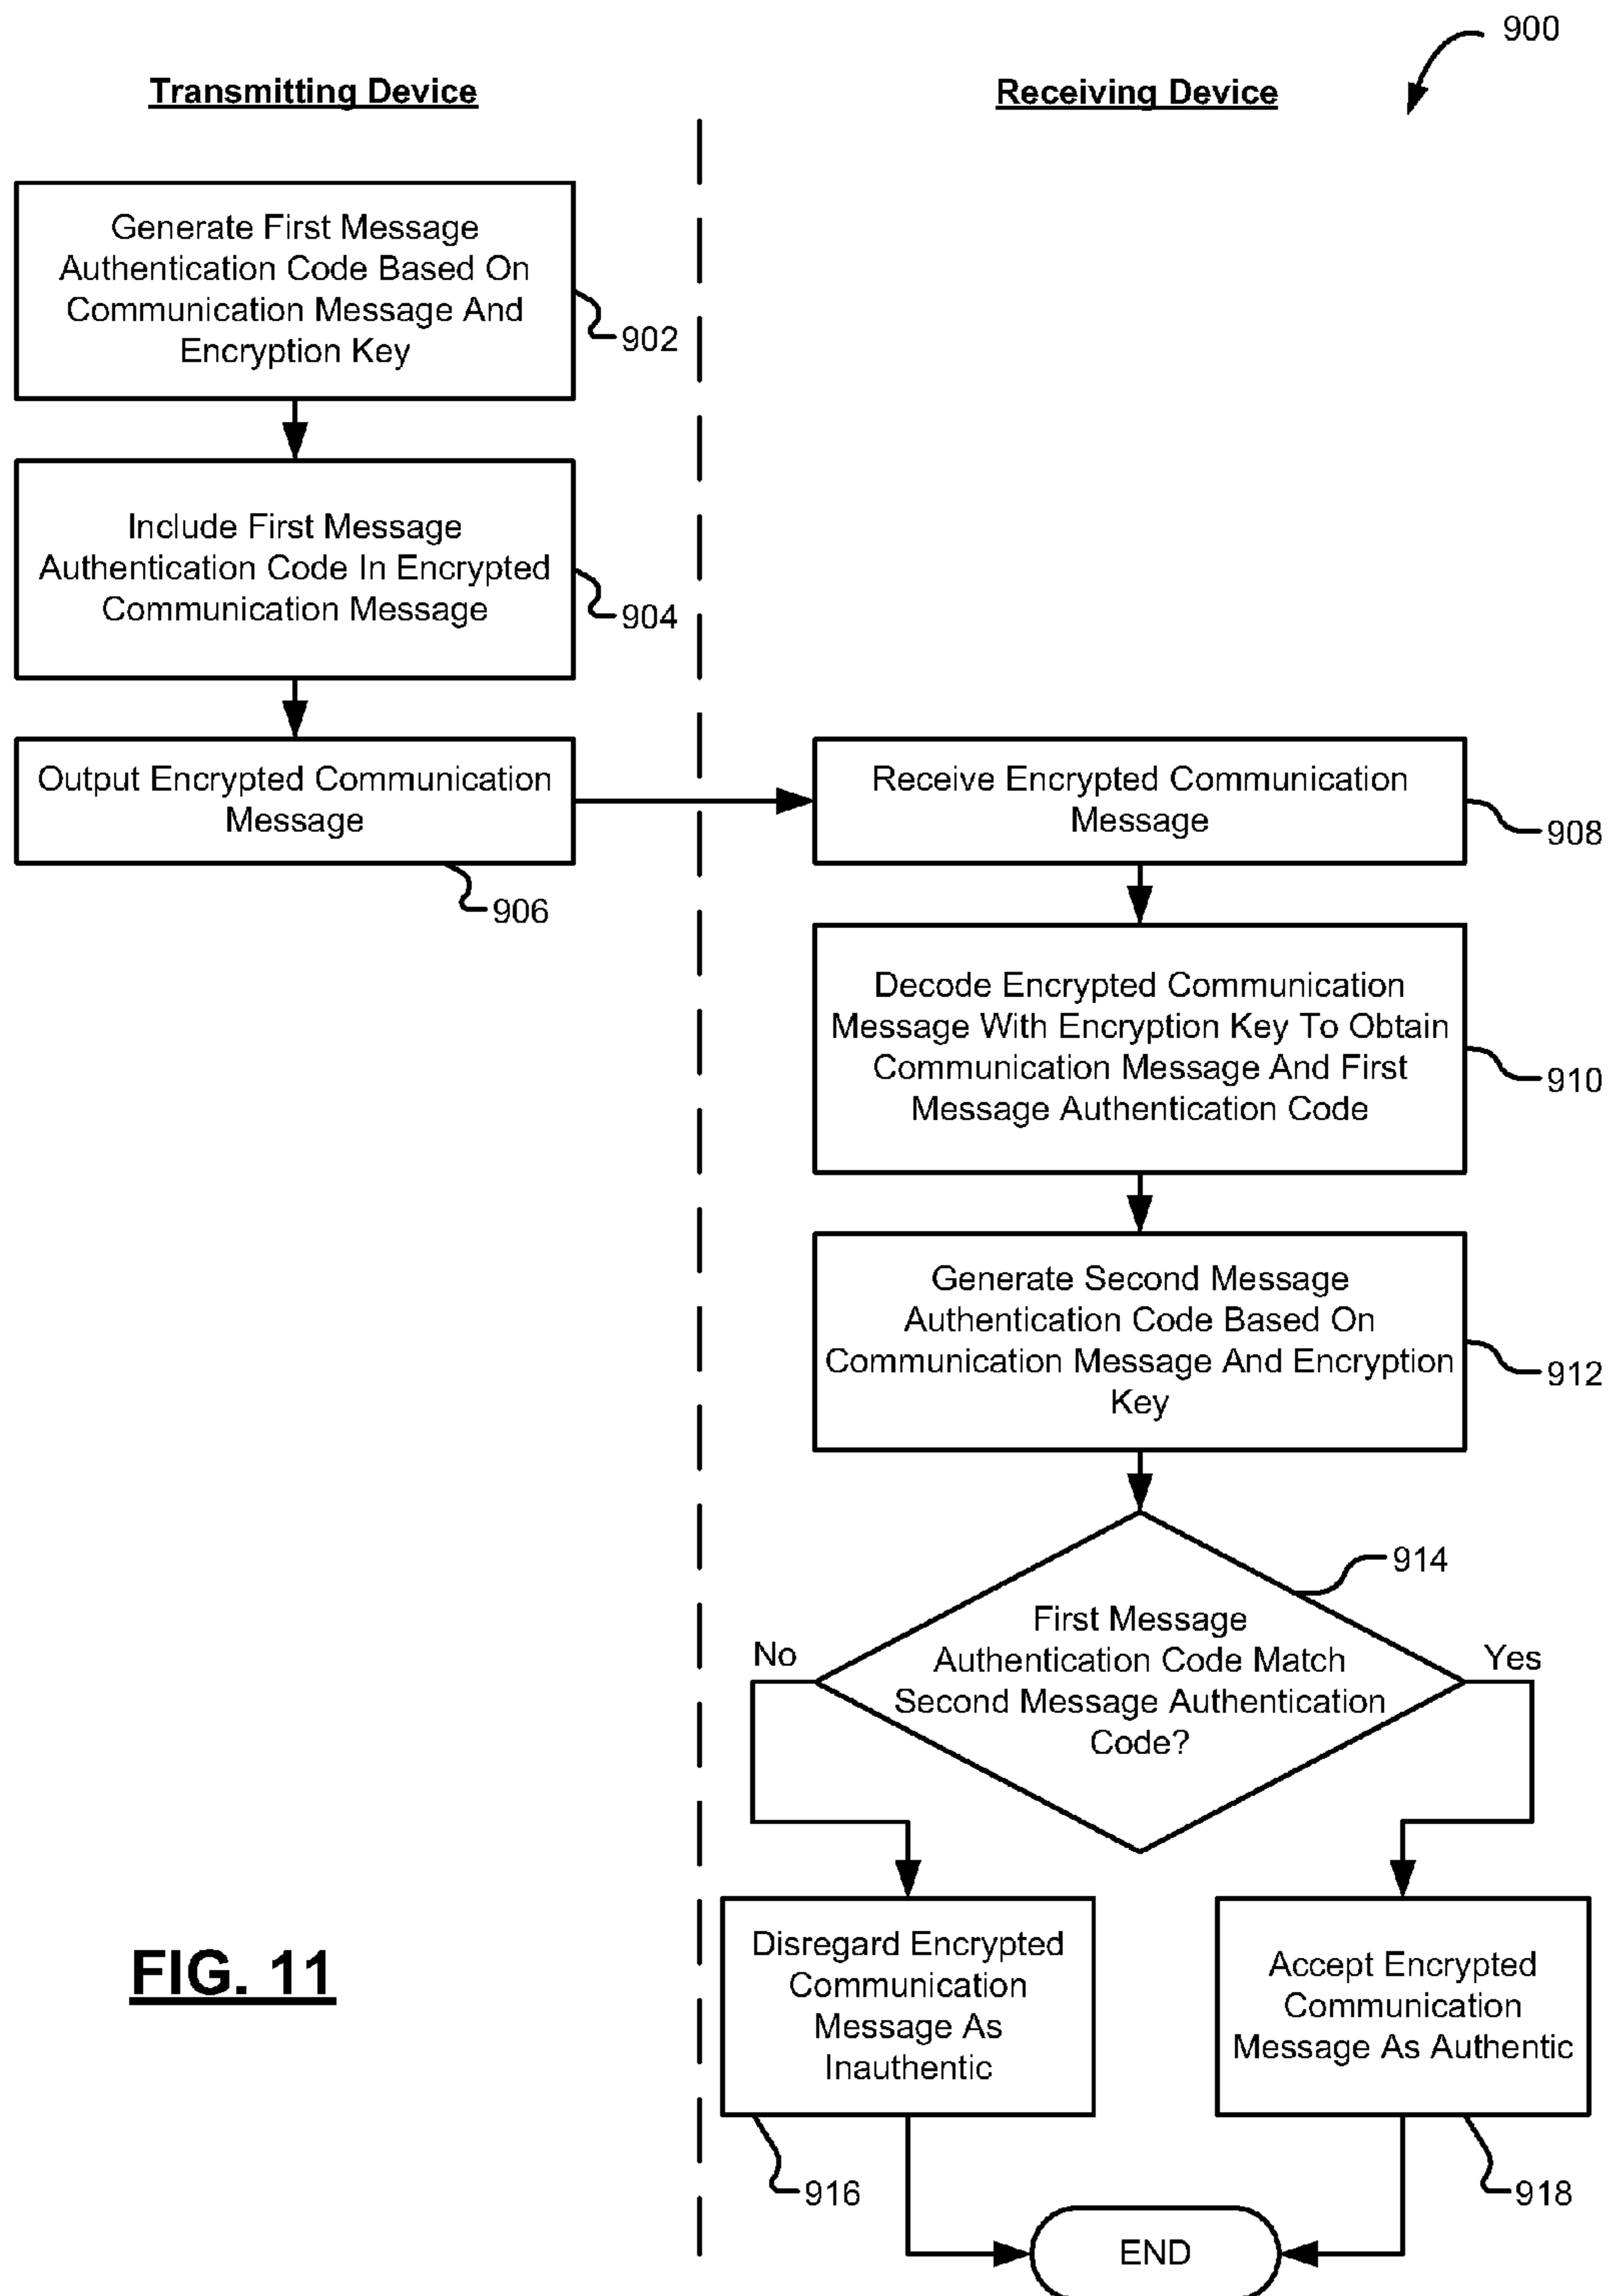 900
Transmitting Device
Receiving Device
Generate First Message
Authentication Code Based On
Communication Message And
Encryption Key
902
Include First Message
Authentication Code In Encrypted
Communication Message
904
Output Encrypted Communication
Message
906
Receive Encrypted Communication
Message
908
Decode Encrypted Communication
Message With Encryption Key To Obtain
Communication Message And First
Message Authentication Code
910
Generate Second Message
Authentication Code Based On
Communication Message And Encryption
Key
912
914
First Message
Authentication Code Match
Second Message Authentication
Code?
No
Yes
Disregard Encrypted
Communication
Message As
Inauthentic
916
Accept Encrypted
Communication
Message As Authentic
918
END
FIG. 11